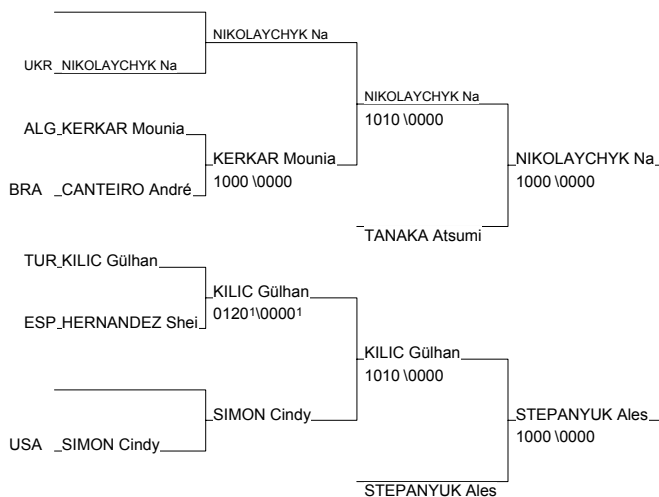 NIKOLAYCHYK Na
UKR NIKOLAYCHYK Na
NIKOLAYCHYK Na
1010 \0000
ALG KERKAR Mounia
KERKAR Mounia
1000 \0000
NIKOLAYCHYK Na
1000 \0000
BRA CANTEIRO André
TANAKA Atsumi
TUR KILIC Gülhan
KILIC Gülhan
01201\00001
ESP HERNANDEZ Shei
KILIC Gülhan
1010 \0000
SIMON Cindy
STEPANYUK Ales
1000 \0000
USA SIMON Cindy
STEPANYUK Ales